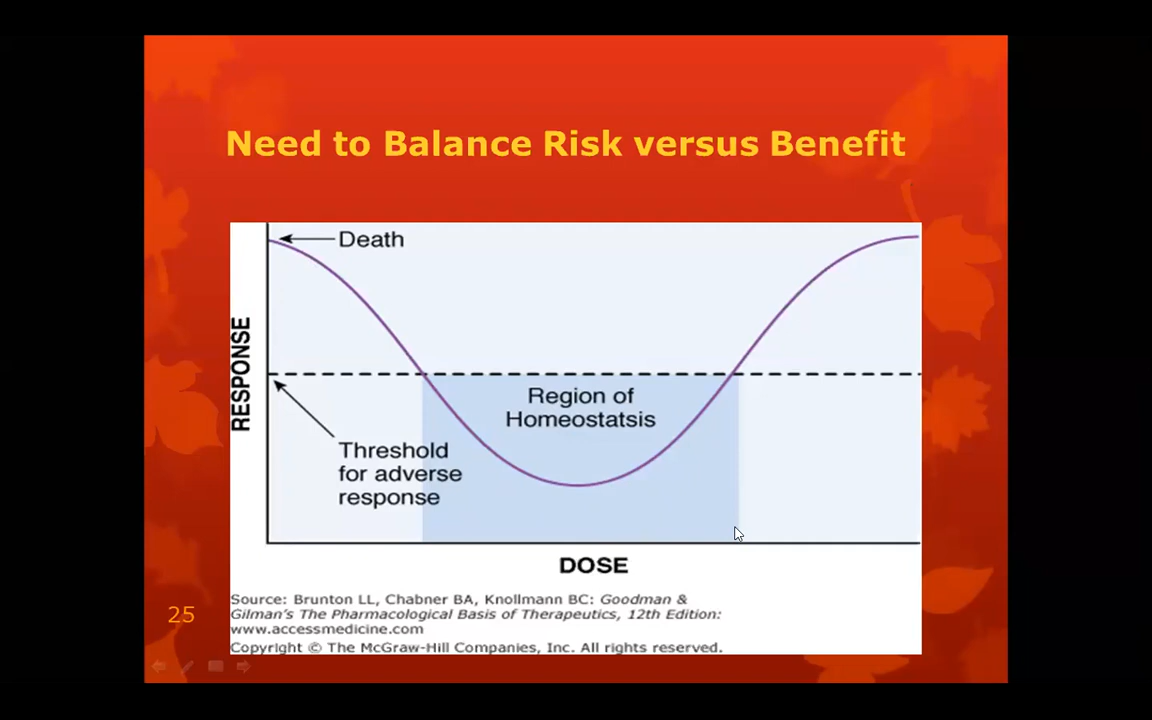 Need to Balance Risk versus Benefit
Death
RESPONSE
Region of
Homeostatsis
Threshold
for adverse
response
DOSE
Source: Brunton LL, Chabner BA, Knollmann BC: Goodman &
Gilman's The Pharmacological Basis of Therapeutics, 12th Edition:
www.accessmedicine.com
Copyright © The McGraw-Hill Companies, Inc. All rights reserved.
25